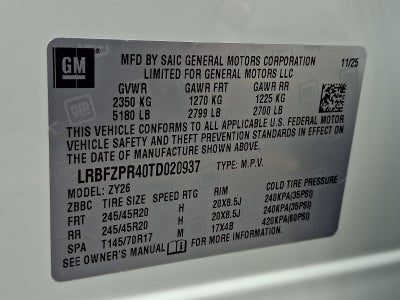 GM
MFD BY SAIC GENERAL MOTORS CORPORATION 11/25
LIMITED FOR GENERAL MOTORS LLC
GVWR GAWR FRT GAWR RR
2350 KG 1270 KG 1225 KG
5180 LB 2799 LB 2700 LB
THIS VEHICLE CONFORMS TO ALL APPLICABLE U.S. FEDERAL MOTOR
VEHICLE SAFETY AND THEFT PREVENTION STANDARDS IN EFFECT ON
THE DATE OF MANUFACTURE SHOWN ABOVE.
LRBFZPR40TD020937 TYPE: M.P.V.
MODEL: ZY26
ZBBC TIRE SIZE SPEED RTG RIM COLD TIRE PRESSURE
FRT 245/45R20 H 20X8.5J 240KPA(35PSI)
RR 245/45R20 H 20X8.5J 240KPA(35PSI)
SPA T145/70R17 M 17X4B 420KPA(60PSI)
SEE OWNER'S MANUAL FOR MORE INFORMATION.